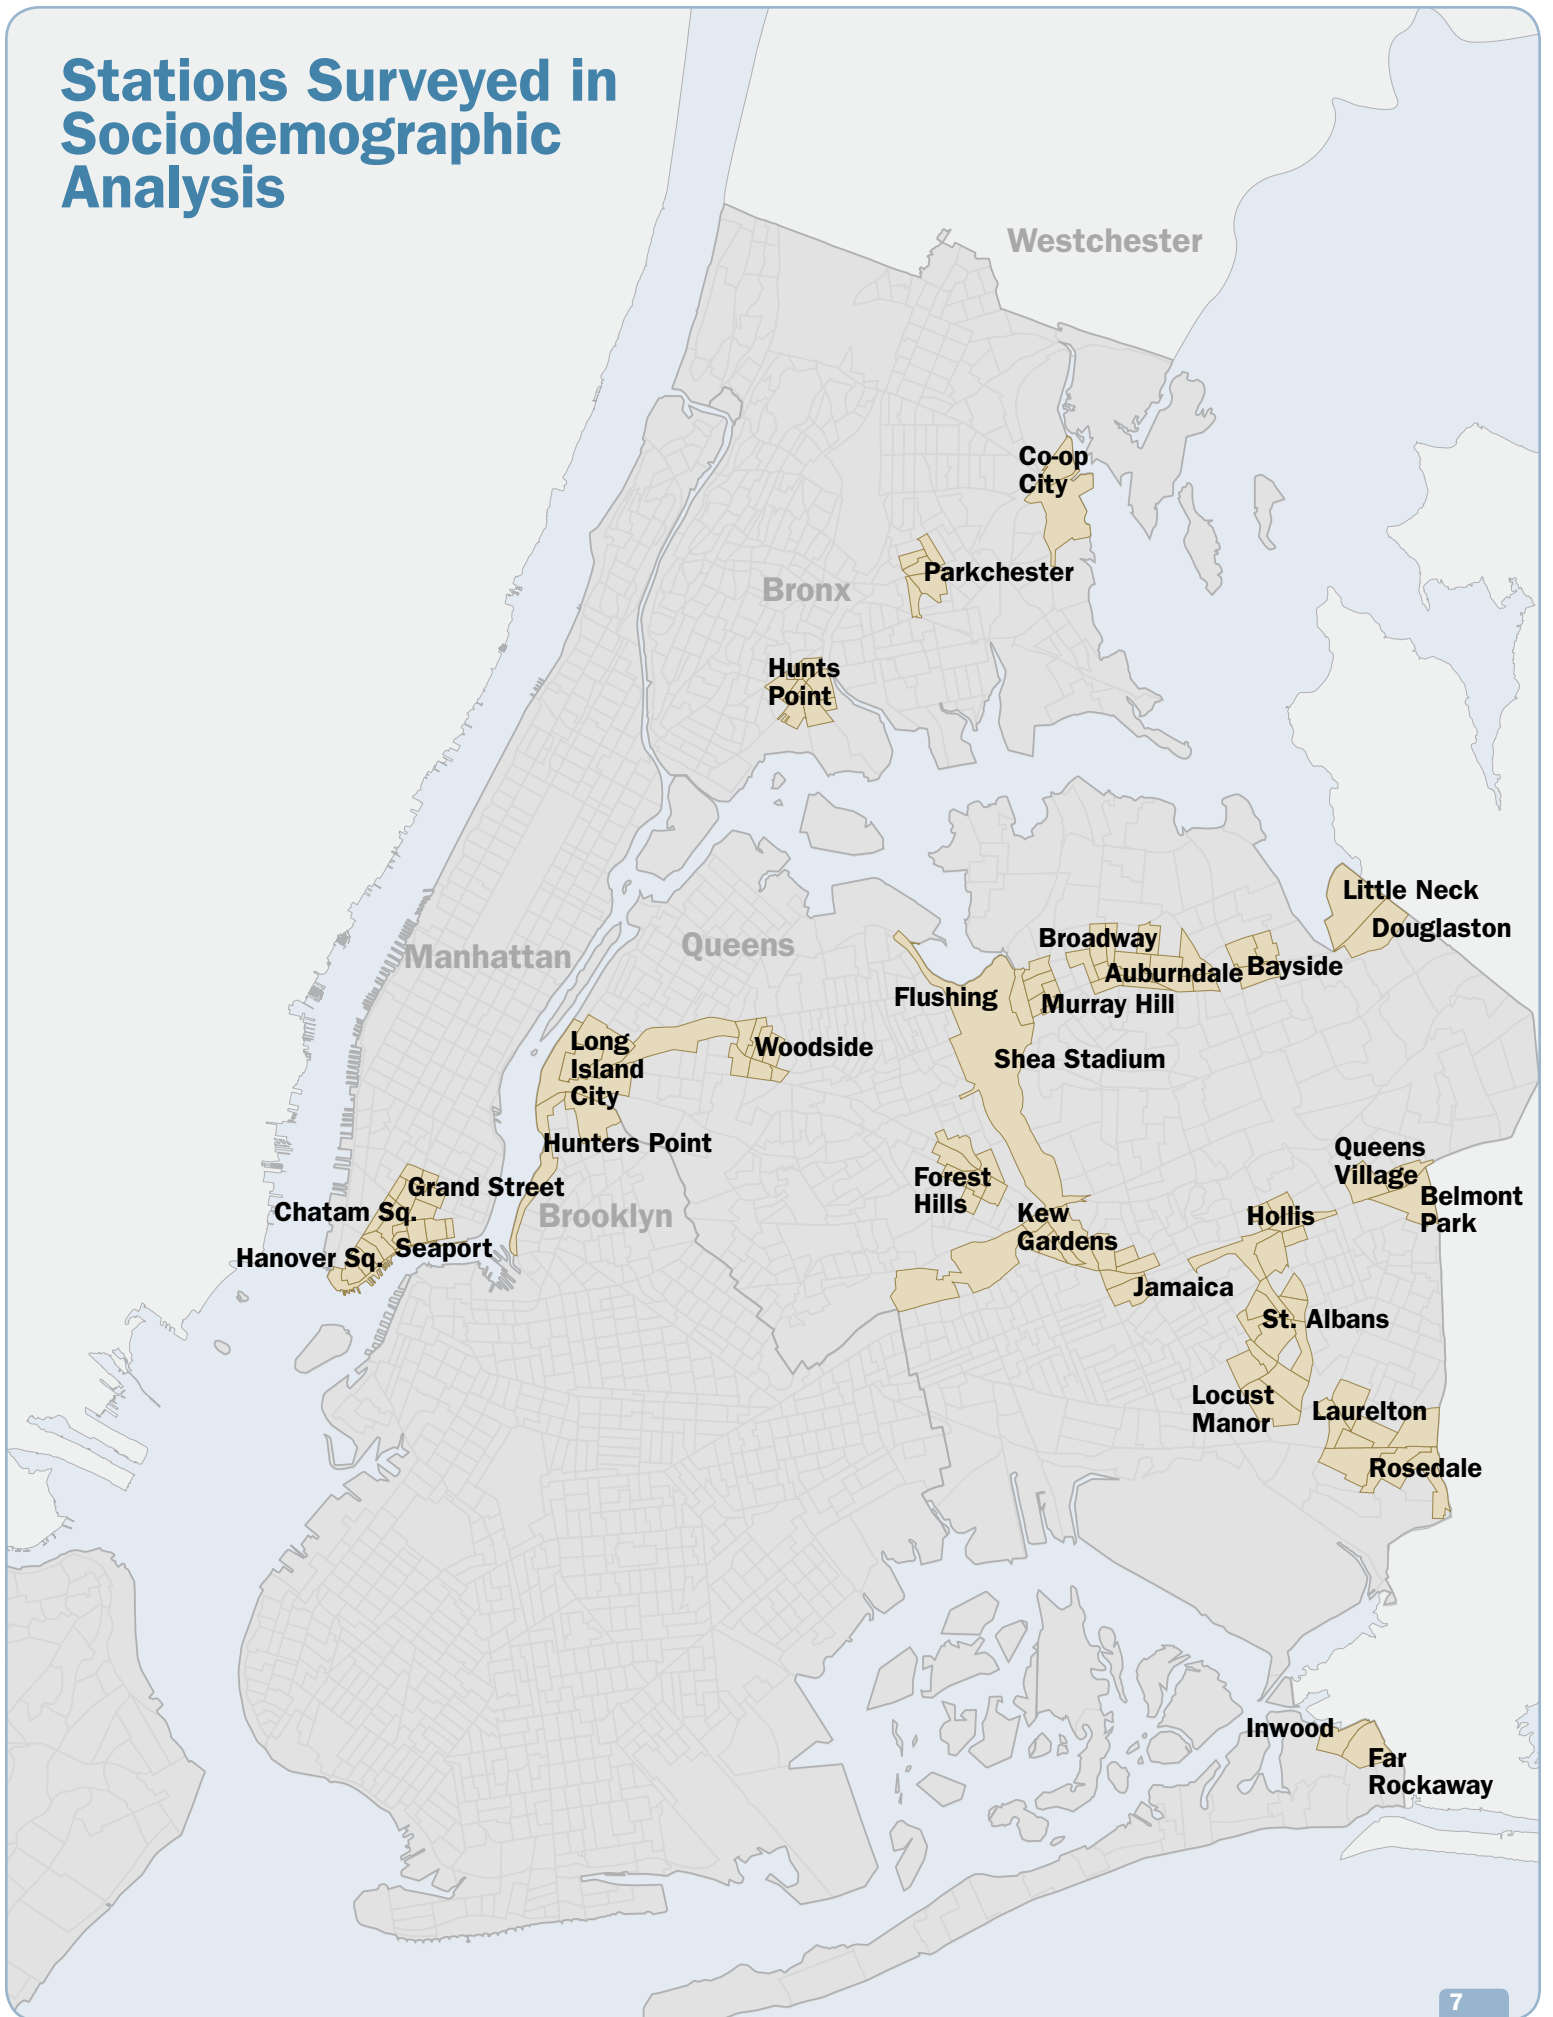 Stations Surveyed in
Sociodemographic
Analysis
Westchester
Co-op
City
Parkchester
Bronx
Hunts
Point
Little Neck
Douglaston
Broadway
Manhattan
Queens
Auburndale
Bayside
Flushing
Murray Hill
Long
Island
City
Woodside
Shea Stadium
Hunters Point
Queens
Village
Forest
Hills
Grand Street
Belmont
Park
Chatam Sq.
Brooklyn
Kew
Gardens
Hollis
Hanover Sq.
Seaport
Jamaica
St. Albans
Locust
Manor
Laurelton
Rosedale
Inwood
Far
Rockaway
7